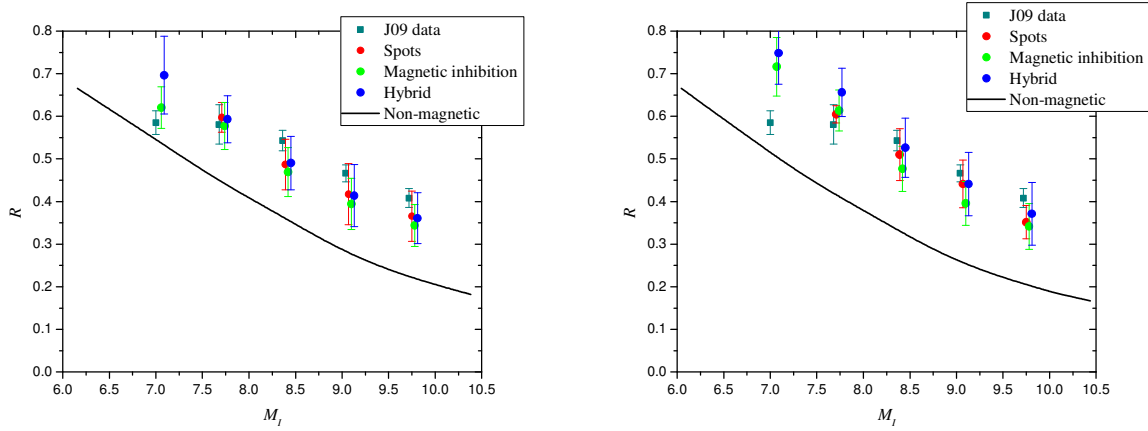 J09 data
Spots
Magnetic inhibition
Hybrid
Non-magnetic
R
0.8
0.7
0.6
0.5
0.4
0.3
0.2
0.1
0.0
6.0 6.5 7.0 7.5 8.0 8.5 9.0 9.5 10.0 10.5
M_I
J09 data
Spots
Magnetic inhibition
Hybrid
Non-magnetic
R
0.8
0.7
0.6
0.5
0.4
0.3
0.2
0.1
0.0
6.0 6.5 7.0 7.5 8.0 8.5 9.0 9.5 10.0 10.5
M_I